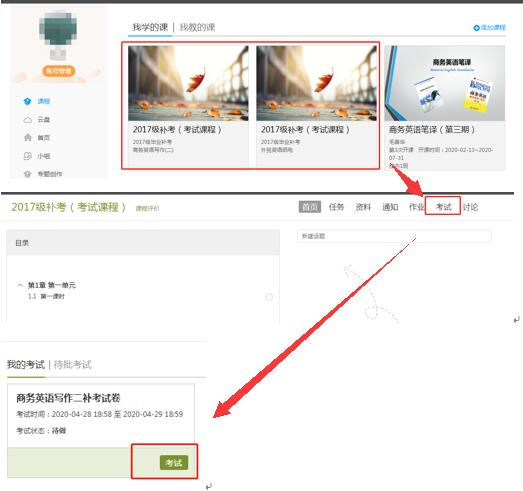 我学的课 | 我教的课
添加课程
账号管理
课程
云盘
首页
小组
专题创作
2017级补考（考试课程）
2017级毕业补考
商务英语写作(二)
2017级补考（考试课程）
2017级毕业补考
外贸英语函电
商务英语笔译
商务英语笔译（第三期）
毛春华
第3次开课 开课时间：2020-02-13~2020-07-31
2017级补考（考试课程） 课程评价
首页 任务 资料 通知 作业 考试 讨论
目录
新建话题
第1章 第一单元
1.1 第一课时
我的考试 | 待批考试
商务英语写作二补考试卷
考试时间：2020-04-28 18:58 至 2020-04-29 18:59
考试状态：待做
考试